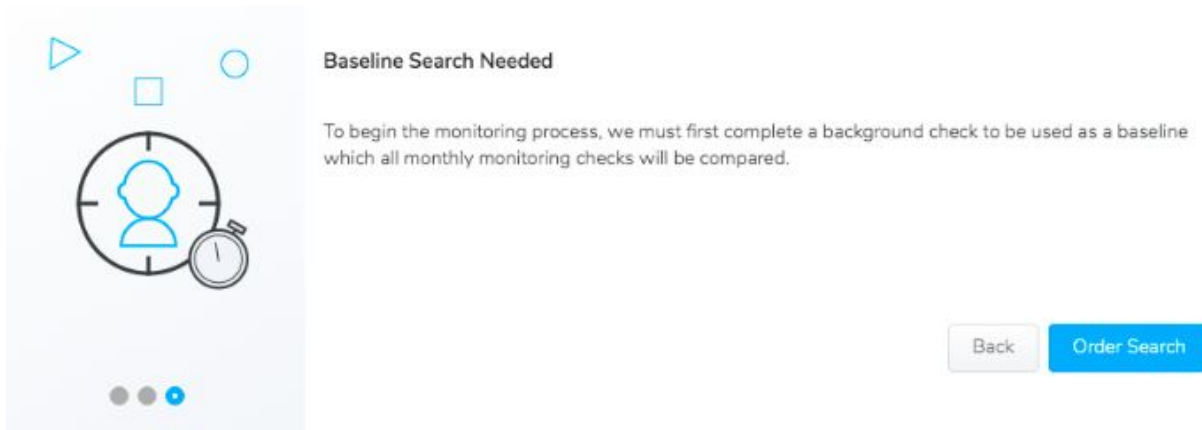 Baseline Search Needed
To begin the monitoring process, we must first complete a background check to be used as a baseline
which all monthly monitoring checks will be compared.
Back
Order Search